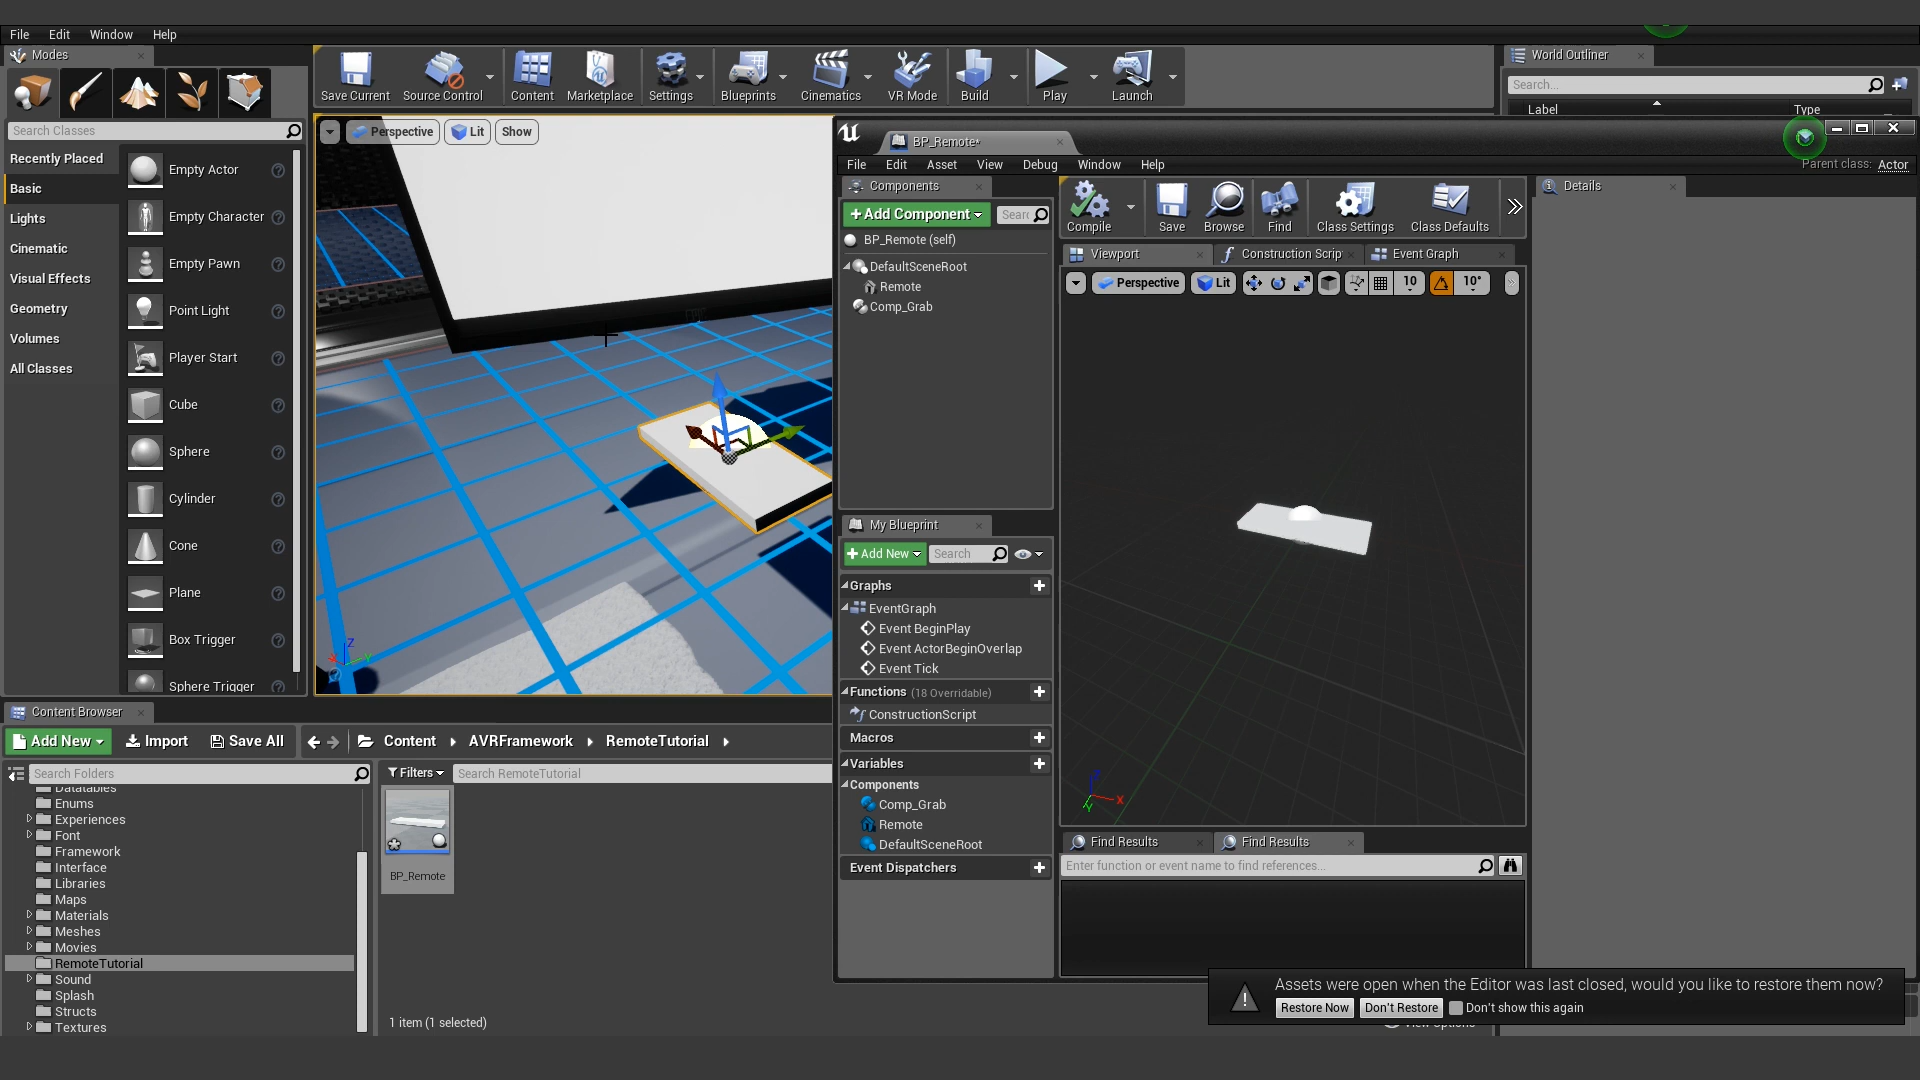 File Edit Window Help
Modes
Save Current
Source Control
Content
Marketplace
Settings
Blueprints
Cinematics
VR Mode
Build
Play
Launch
World Outliner
Search...
Label
Type
Search Classes
Recently Placed
Basic
Lights
Cinematic
Visual Effects
Geometry
Volumes
All Classes
Empty Actor
Empty Character
Empty Pawn
Point Light
Player Start
Cube
Sphere
Cylinder
Cone
Plane
Box Trigger
Sphere Trigger
Perspective
Lit
Show
Z
BP_Remote*
File Edit Asset View Debug Window Help
Parent class: Actor
Components
+ Add Component
Searc
BP_Remote (self)
DefaultSceneRoot
Remote
Comp_Grab
Compile
Save
Browse
Find
Class Settings
Class Defaults
Details
Viewport
Construction Scrip
Event Graph
Perspective
Lit
10
10°
Z
X
Y
My Blueprint
+ Add New
Search
Graphs
EventGraph
Event BeginPlay
Event ActorBeginOverlap
Event Tick
Functions (18 Overridable)
ConstructionScript
Macros
Variables
Components
Comp_Grab
Remote
DefaultSceneRoot
Event Dispatchers
Find Results
Find Results
Enter function or event name to find references...
Content Browser
Add New
Import
Save All
Content
AVRFramework
RemoteTutorial
Search Folders
Datatables
Enums
Experiences
Font
Framework
Interface
Libraries
Maps
Materials
Meshes
Movies
RemoteTutorial
Sound
Splash
Structs
Textures
Filters
Search RemoteTutorial
BP_Remote
1 item (1 selected)
View Options
Assets were open when the Editor was last closed, would you like to restore them now?
Restore Now
Don't Restore
Don't show this again